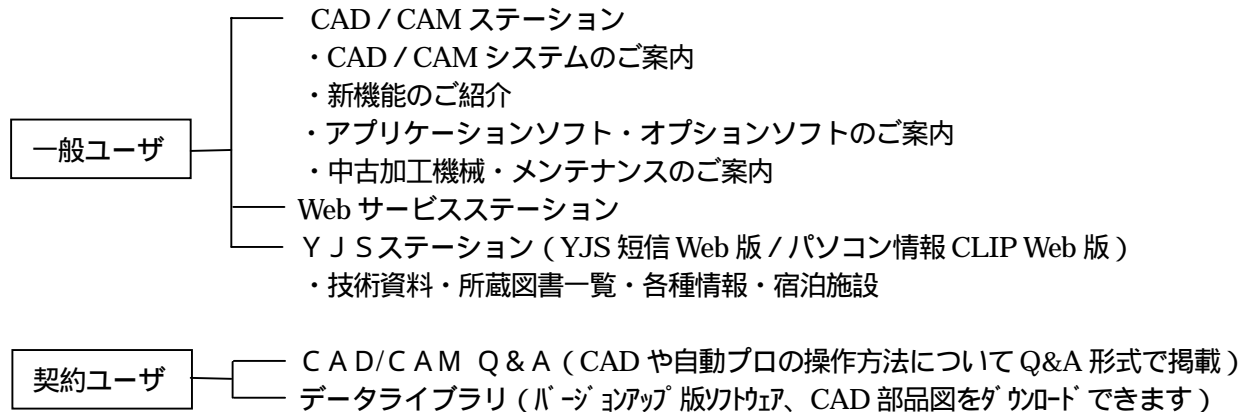 CAD / CAM ステーション
・CAD / CAM システムのご案内
・新機能のご紹介
・アプリケーションソフト・オプションソフトのご案内
・中古加工機械・メンテナンスのご案内
一般ユーザ
Web サービスステーション
ＹＪＳステーション ( YJS 短信 Web 版 / パソコン情報 CLIP Web 版 )
・技術資料・所蔵図書一覧・各種情報・宿泊施設
契約ユーザ
ＣＡＤ/ＣＡＭ Ｑ＆Ａ ( CAD や自動プロの操作方法について Q&A 形式で掲載 )
データライブラリ ( ﾊﾞｰｼﾞｮﾝｱｯﾌﾟ版ｿﾌﾄｳｪｱ、CAD 部品図をﾀﾞｳﾝﾛｰﾄﾞできます )